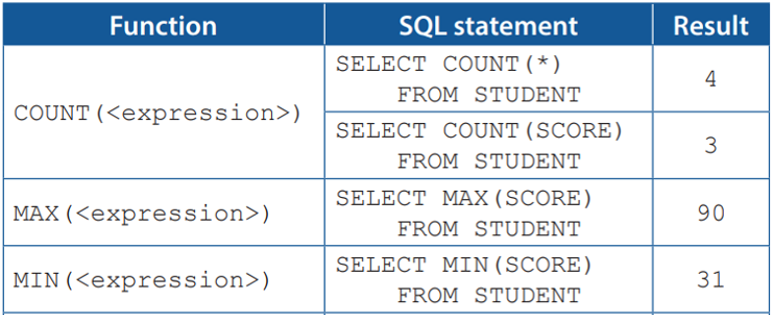 Function SQL statement Result
SELECT COUNT(*)
FROM STUDENT
4
COUNT(<expression>)
SELECT COUNT(SCORE)
FROM STUDENT
3
MAX(<expression>)
SELECT MAX(SCORE)
FROM STUDENT
90
MIN(<expression>)
SELECT MIN(SCORE)
FROM STUDENT
31